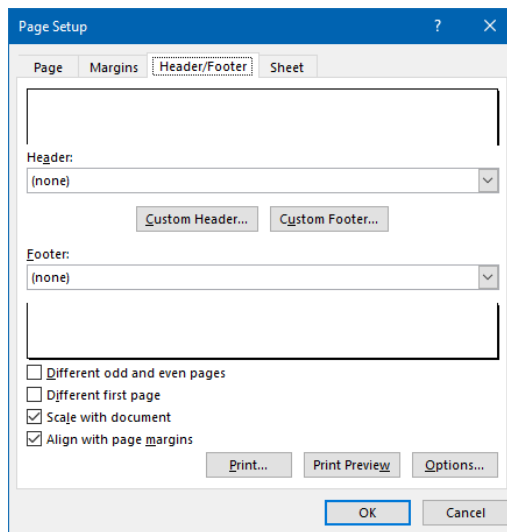 Page Setup ? ×
Page Margins Header/Footer Sheet
Header:
(none)
Custom Header... Custom Footer...
Footer:
(none)
Different odd and even pages
Different first page
Scale with document
Align with page margins
Print... Print Preview Options...
OK Cancel